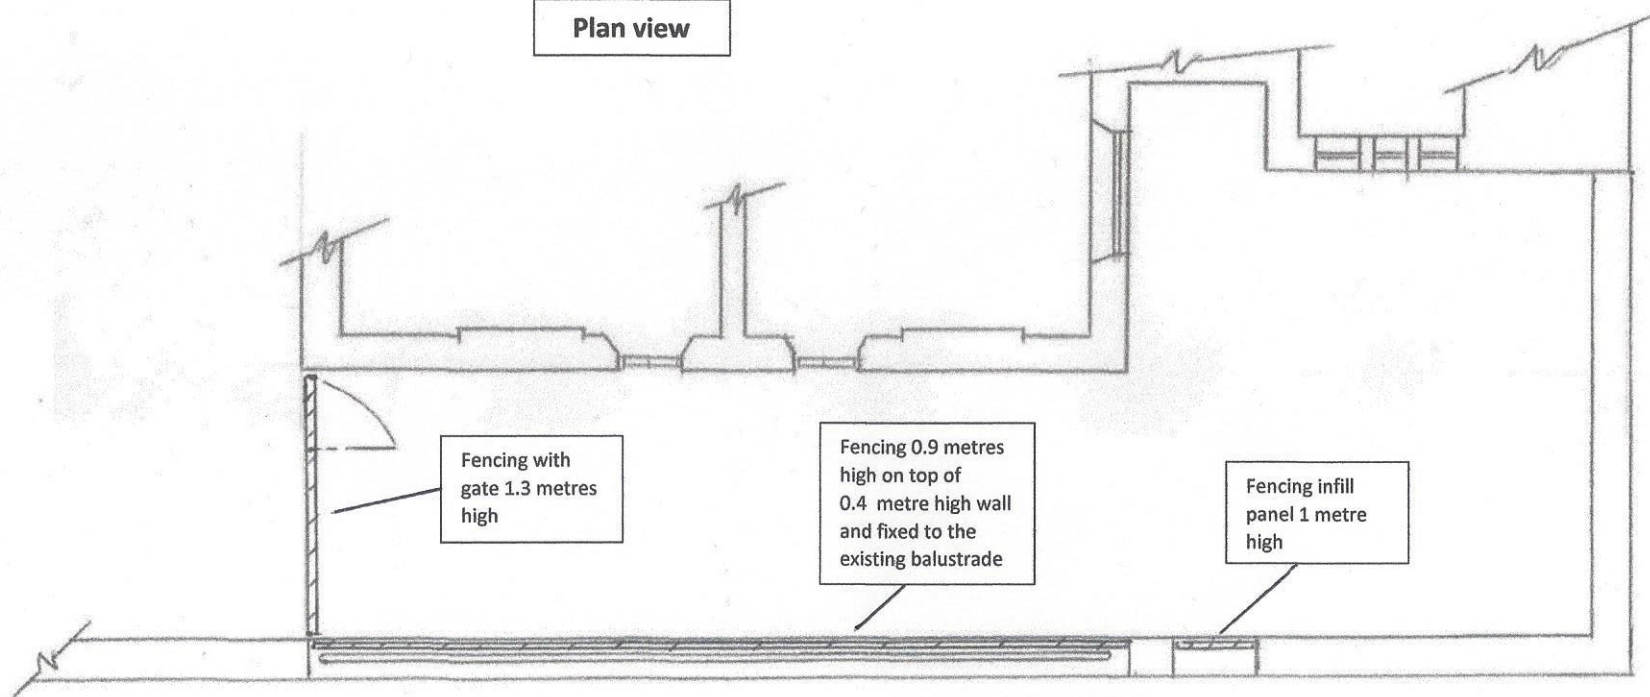 Plan view
Fencing with
gate 1.3 metres
high
Fencing 0.9 metres
high on top of
0.4 metre high wall
and fixed to the
existing balustrade
Fencing infill
panel 1 metre
high